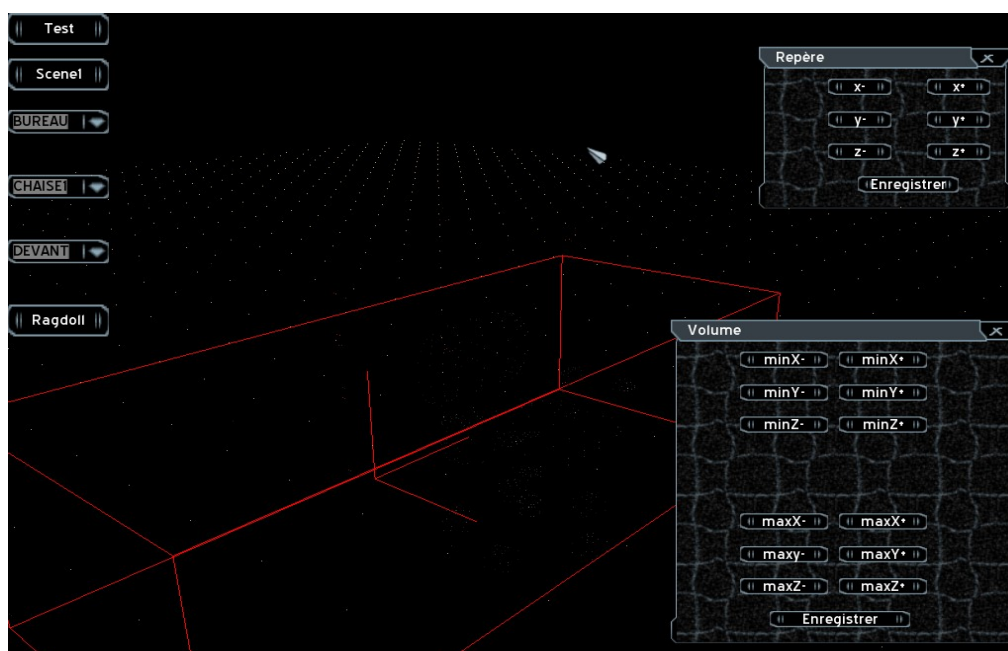 Test
Scene1
BUREAU
CHAISE1
DEVANT
Ragdoll
Repère
x- x+
y- y+
z- z+
Enregistrer
Volume
minX- minX+
minY- minY+
minZ- minZ+
maxX- maxX+
maxy- maxY+
maxZ- maxZ+
Enregistrer